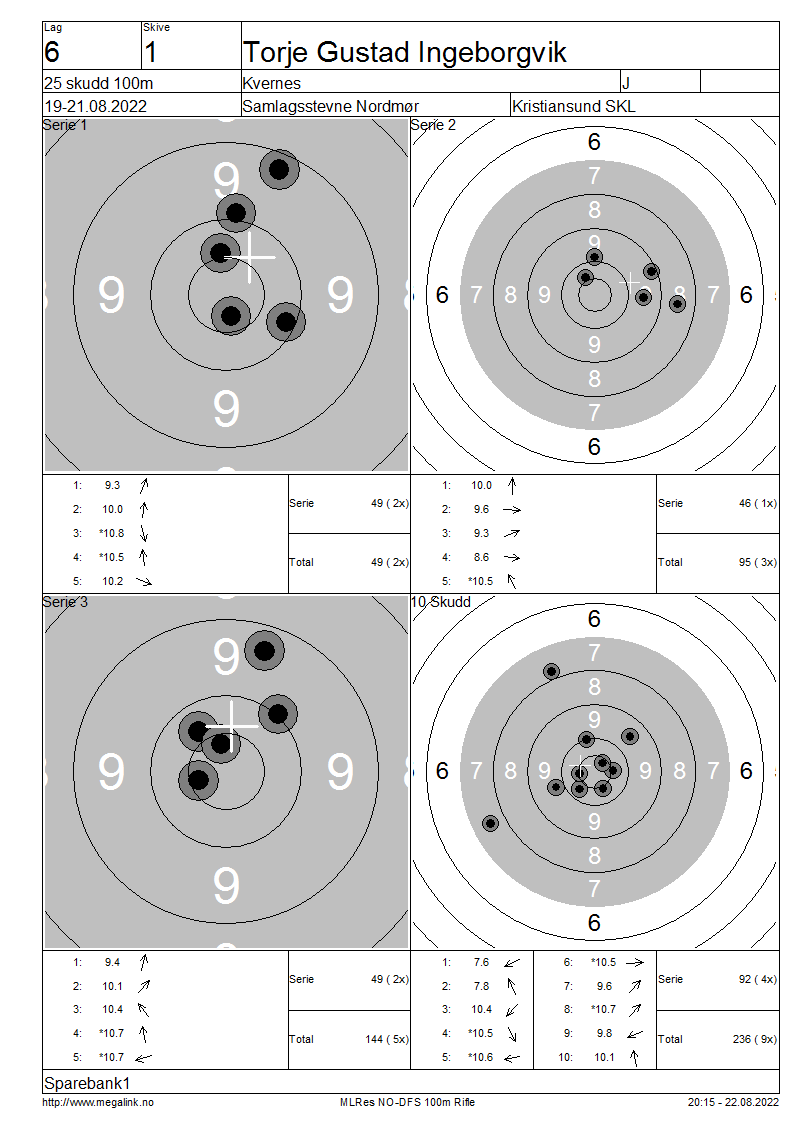 Lag
Skive
6
1
Torje Gustad Ingeborgvik
25 skudd 100m
Kvernes
J
19-21.08.2022
Samlagsstevne Nordmør
Kristiansund SKL
Serie 1
9
9
9
9
Serie 2
6
7
8
9
6
7
8
9
9
8
7
6
9
8
7
6
1: 9.3
2: 10.0
3: *10.8
4: *10.5
5: 10.2
Serie 49 ( 2x)
Total 49 ( 2x)
1: 10.0
2: 9.6
3: 9.3
4: 8.6
5: *10.5
Serie 46 ( 1x)
Total 95 ( 3x)
Serie 3
9
9
9
9
10 Skudd
6
7
8
9
6
7
8
9
9
8
7
6
9
8
7
6
1: 9.4
2: 10.1
3: 10.4
4: *10.7
5: *10.7
Serie 49 ( 2x)
Total 144 ( 5x)
1: 7.6
2: 7.8
3: 10.4
4: *10.5
5: *10.6
6: *10.5
7: 9.6
8: *10.7
9: 9.8
10: 10.1
Serie 92 ( 4x)
Total 236 ( 9x)
Sparebank1
http://www.megalink.no
MLRes NO-DFS 100m Rifle
20:15 - 22.08.2022